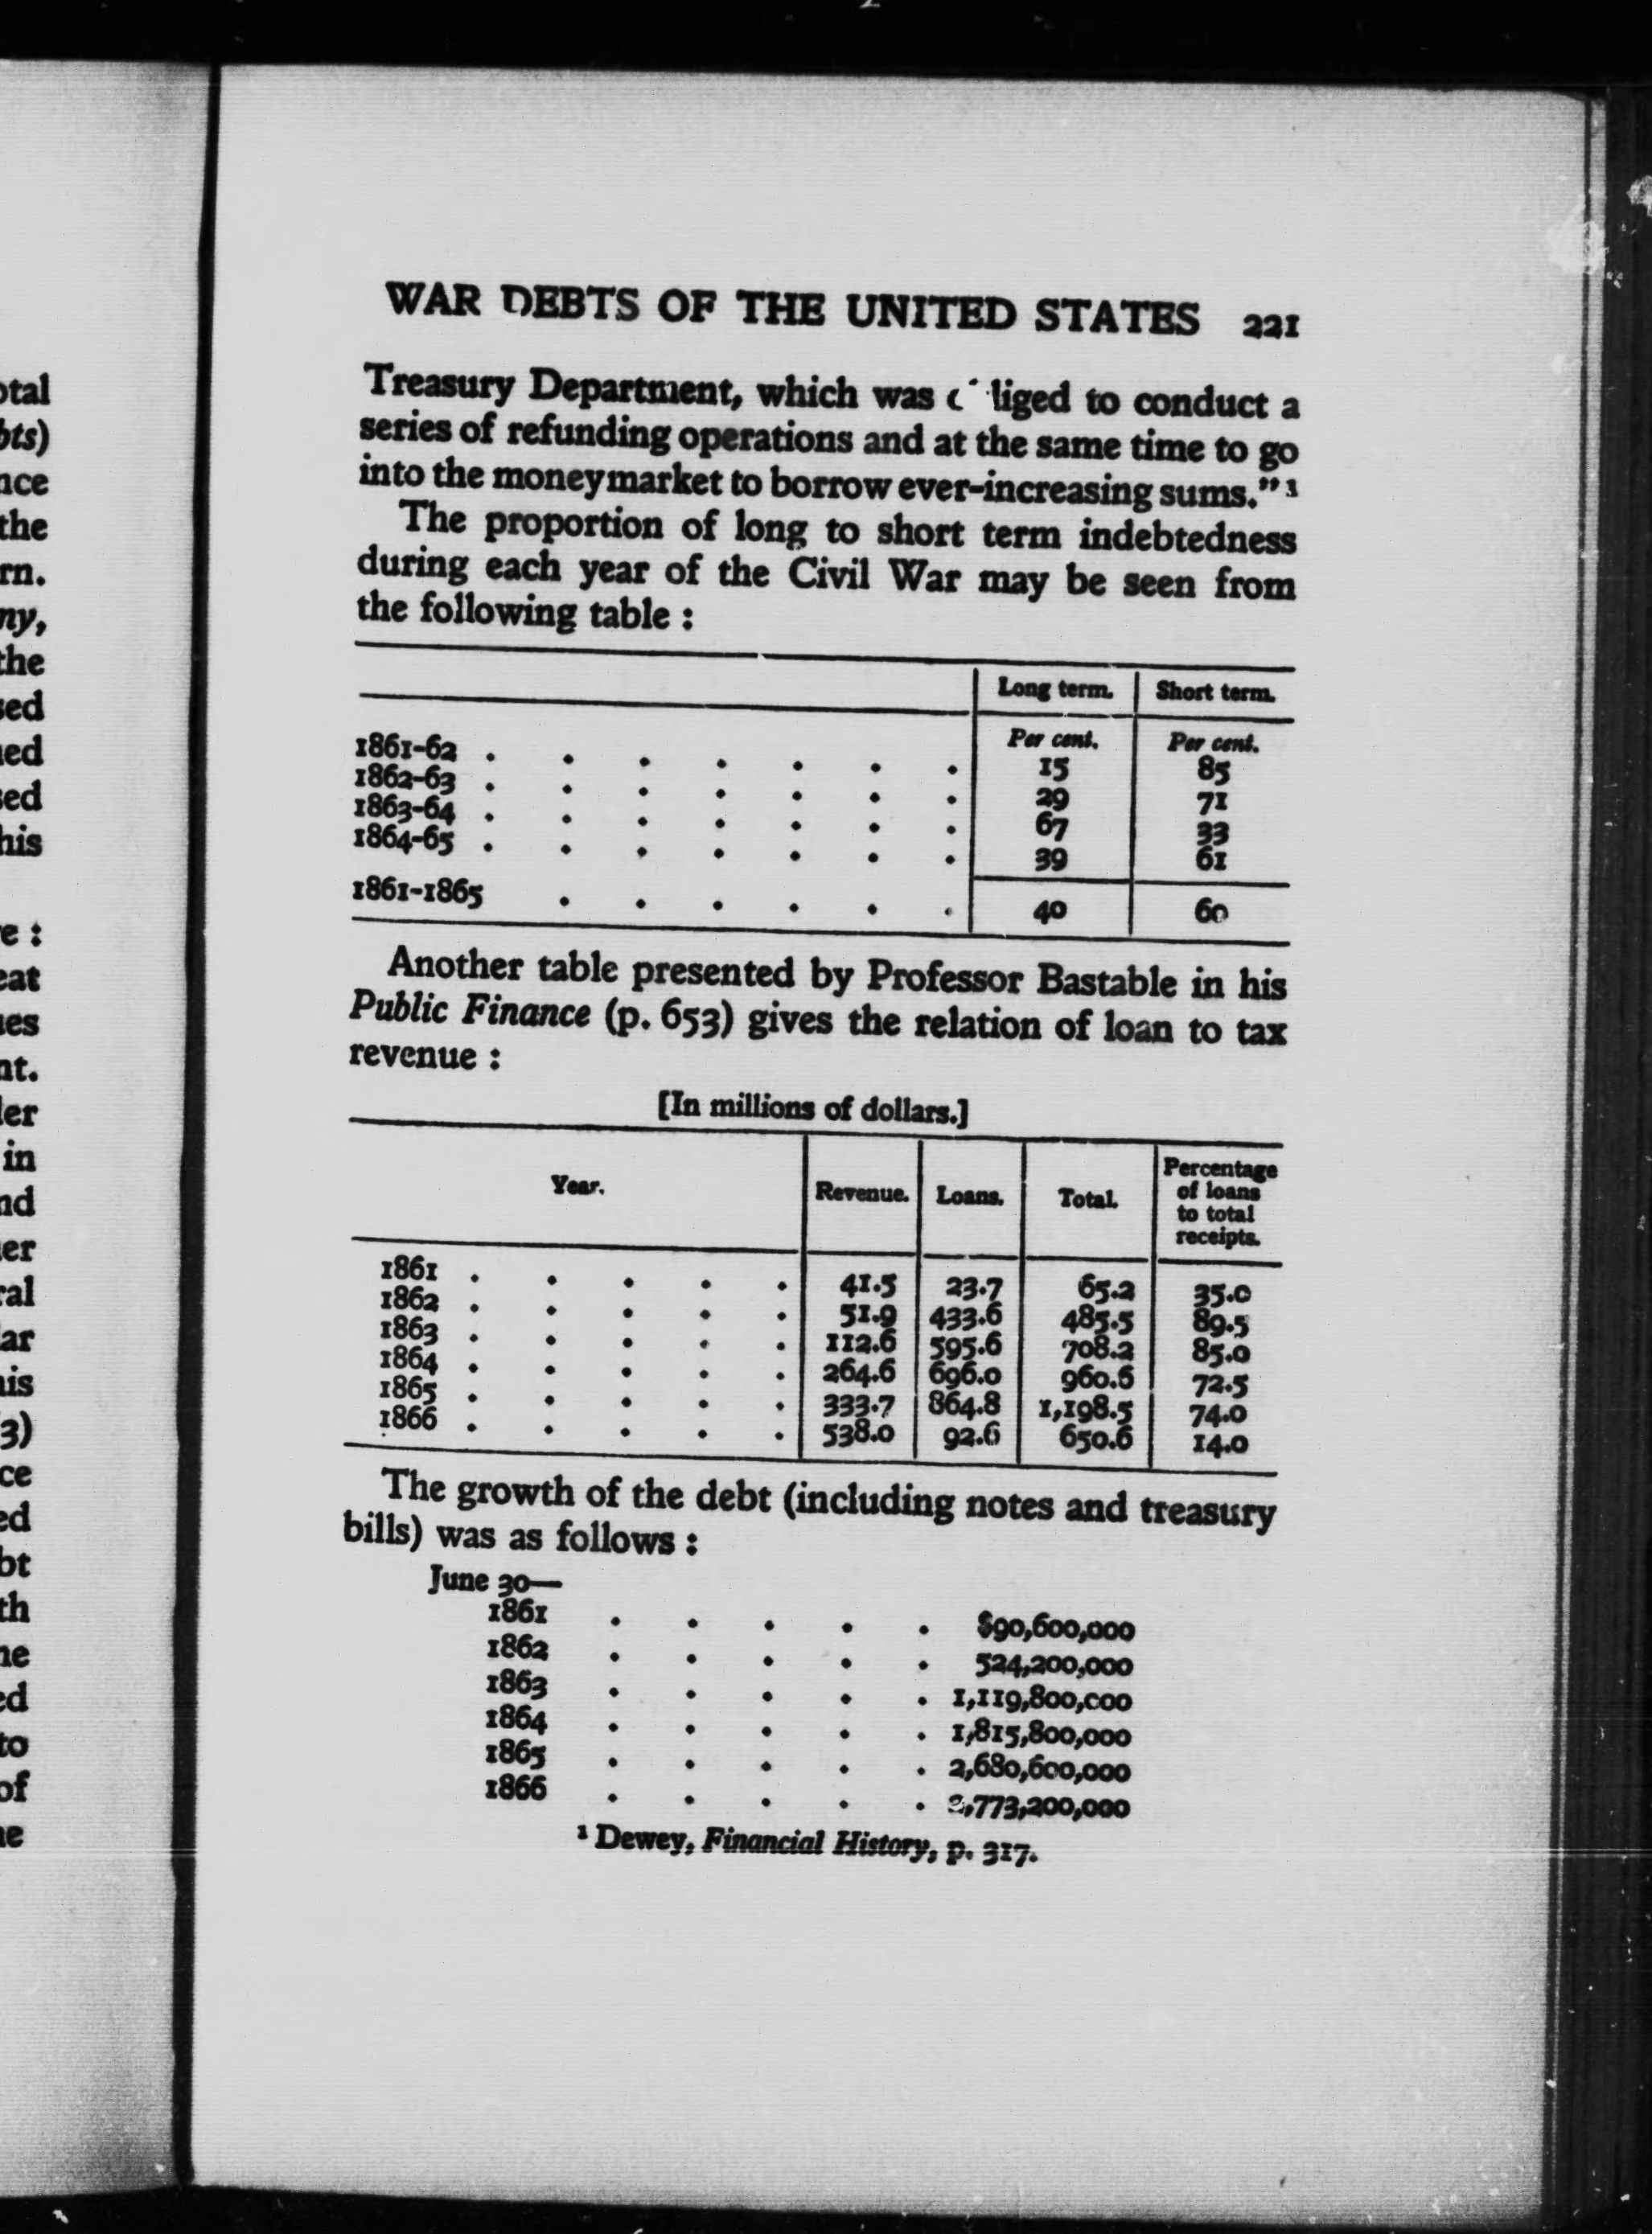 WAR DEBTS OF THE UNITED STATES 221
Treasury Department, which was liged to conduct a
series of refunding operations and at the same time to go
into the money market to borrow ever-increasing sums." 1
The proportion of long to short term indebtedness
during each year of the Civil War may be seen from
the following table :
Long term. Short term.
Per cent. Per cent.
1861-62 . . . . . . . 15 85
1862-63 . . . . . . . 29 71
1863-64 . . . . . . . 67 33
1864-65 . . . . . . . 39 61
1861-1865 . . . . . . 40 60
Another table presented by Professor Bastable in his
Public Finance (p. 653) gives the relation of loan to tax
revenue :
[In millions of dollars.]
Year. Revenue. Loans. Total. Percentage
of loans
to total
receipts.
1861 . . . . . 41.5 23.7 65.2 35.0
1862 . . . . . 51.9 433.6 485.5 89.5
1863 . . . . . 112.6 595.6 708.2 85.0
1864 . . . . . 264.6 696.0 960.6 72.5
1865 . . . . . 333.7 864.8 1,198.5 74.0
1866 . . . . . 538.0 92.6 650.6 14.0
The growth of the debt (including notes and treasury
bills) was as follows :
June 30—
1861 . . . . . $90,600,000
1862 . . . . . 524,200,000
1863 . . . . . 1,119,800,000
1864 . . . . . 1,815,800,000
1865 . . . . . 2,680,600,000
1866 . . . . . 2,773,200,000
1 Dewey, Financial History, p. 317.